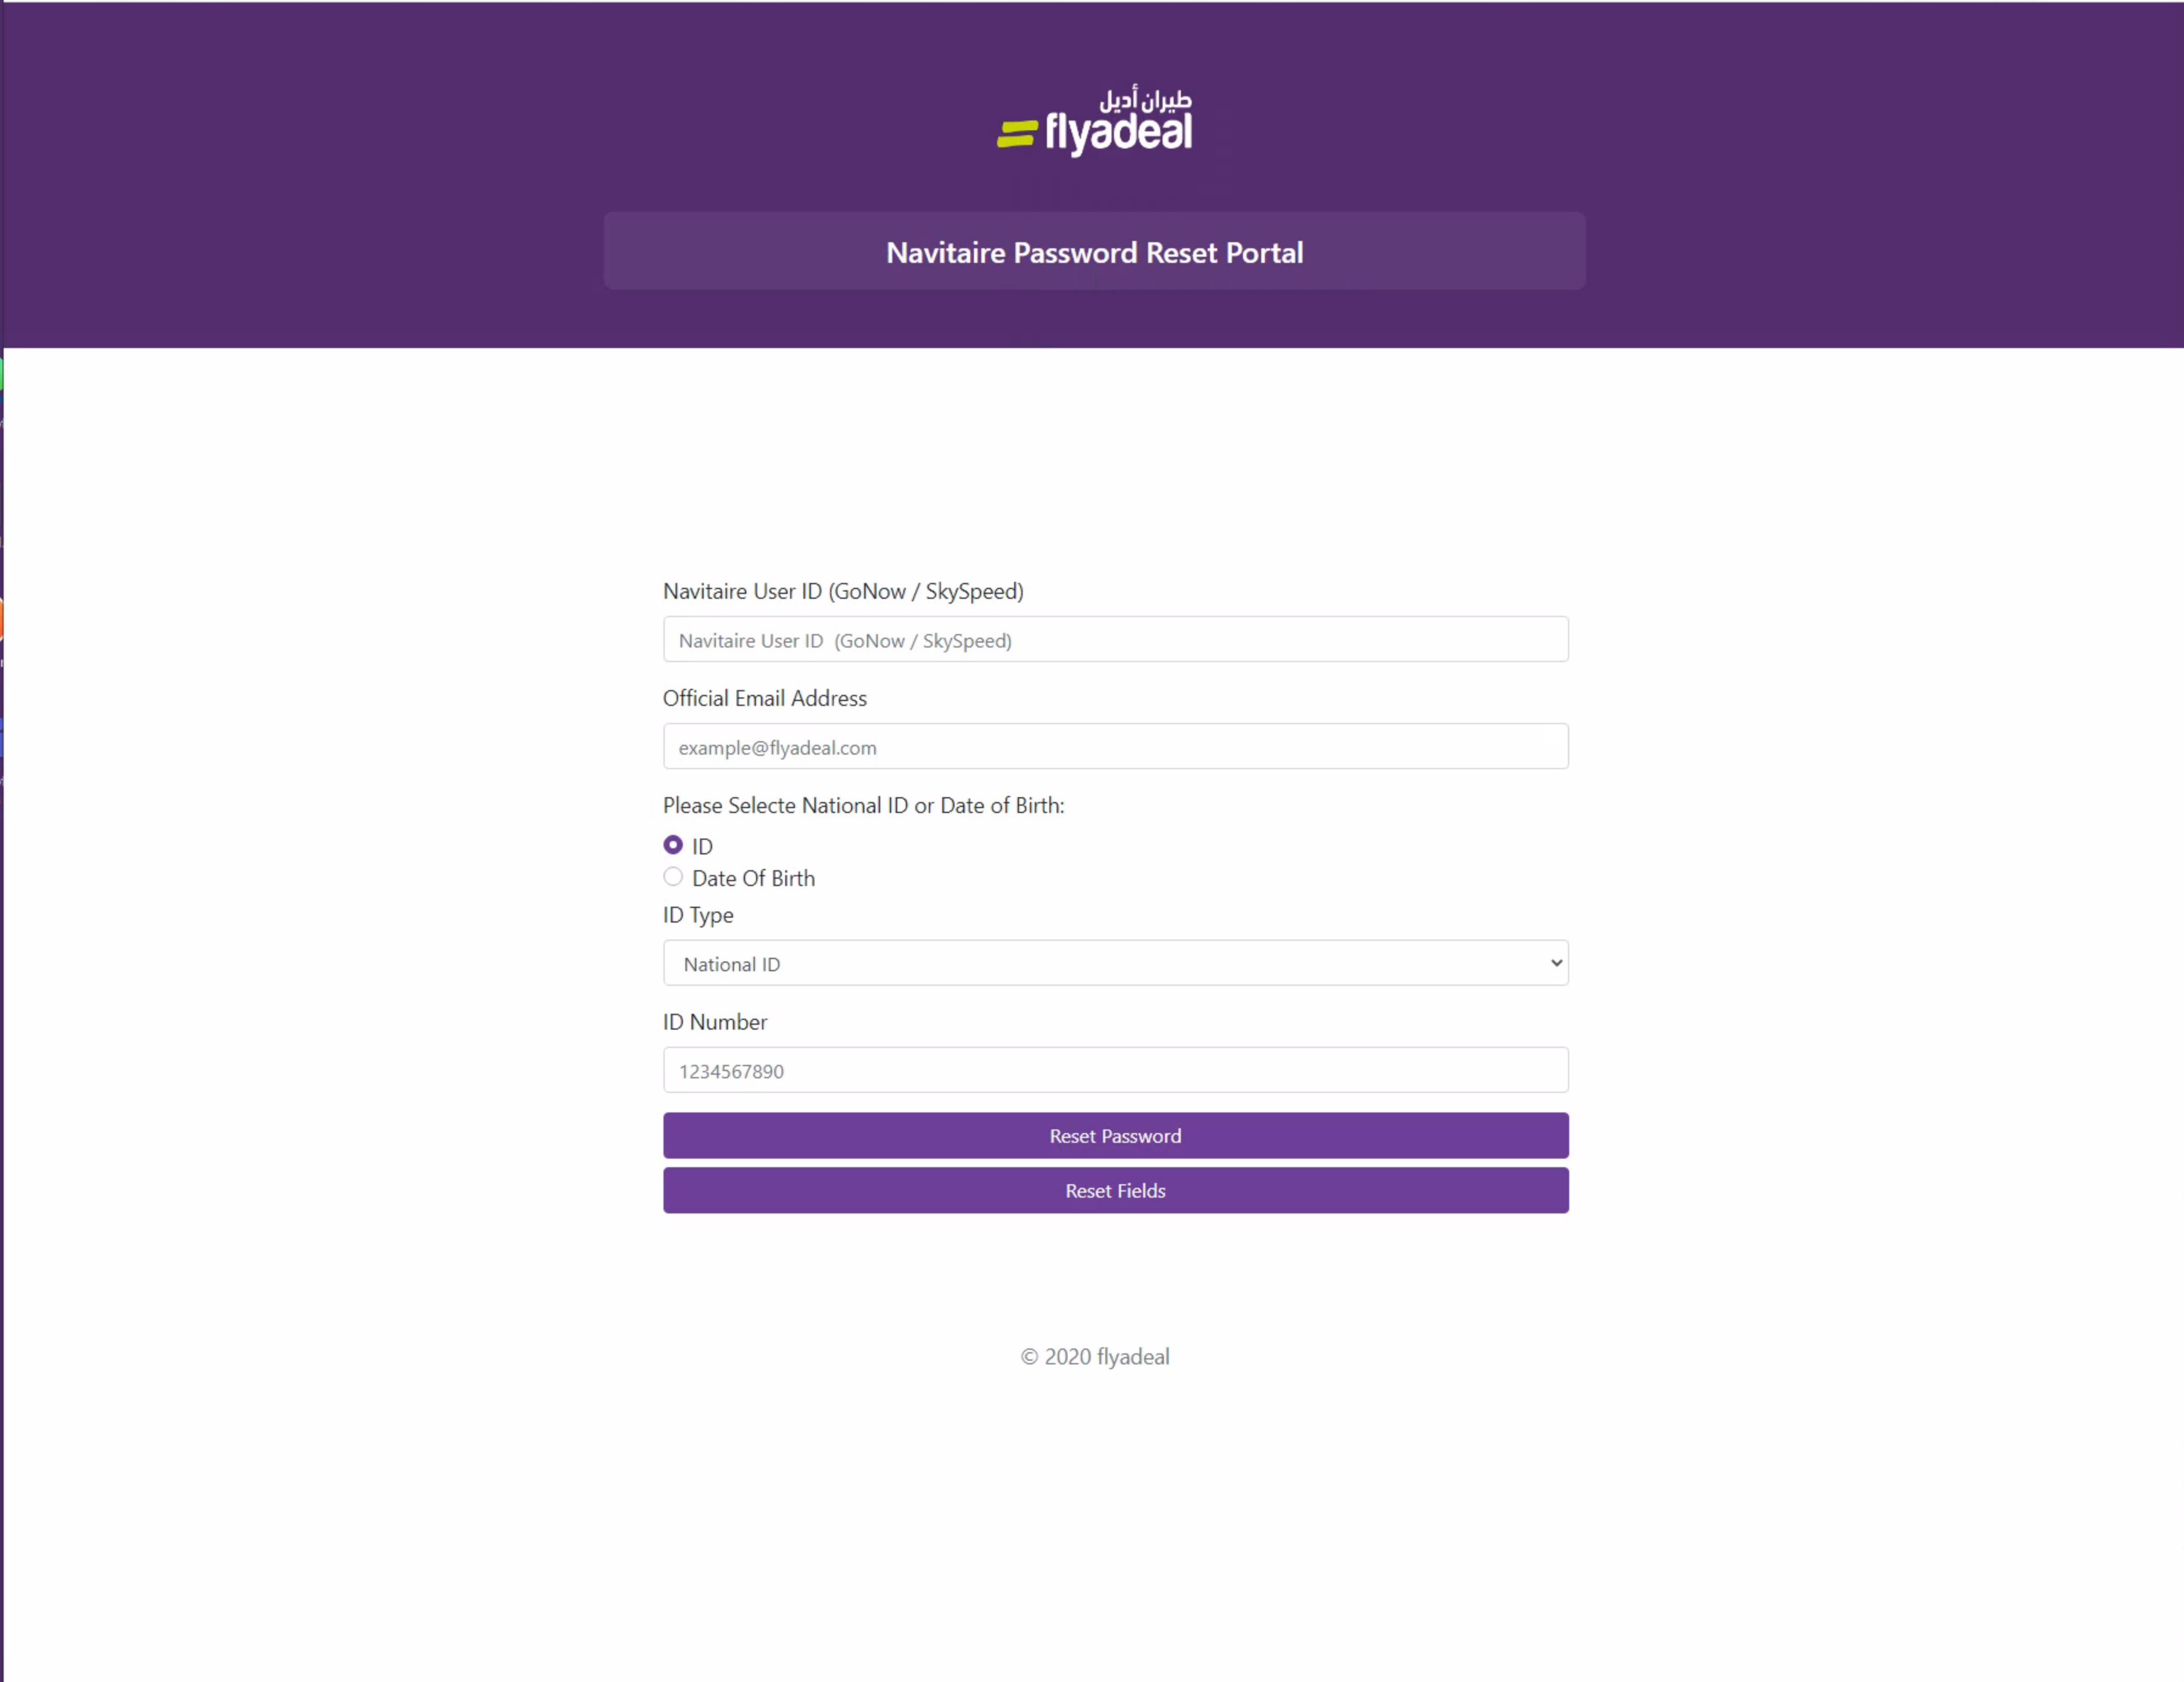 طيران أديل
flyadeal
Navitaire Password Reset Portal
Navitaire User ID (GoNow / SkySpeed)
Navitaire User ID (GoNow / SkySpeed)
Official Email Address
example@flyadeal.com
Please Selecte National ID or Date of Birth:
ID
Date Of Birth
ID Type
National ID
ID Number
1234567890
Reset Password
Reset Fields
© 2020 flyadeal